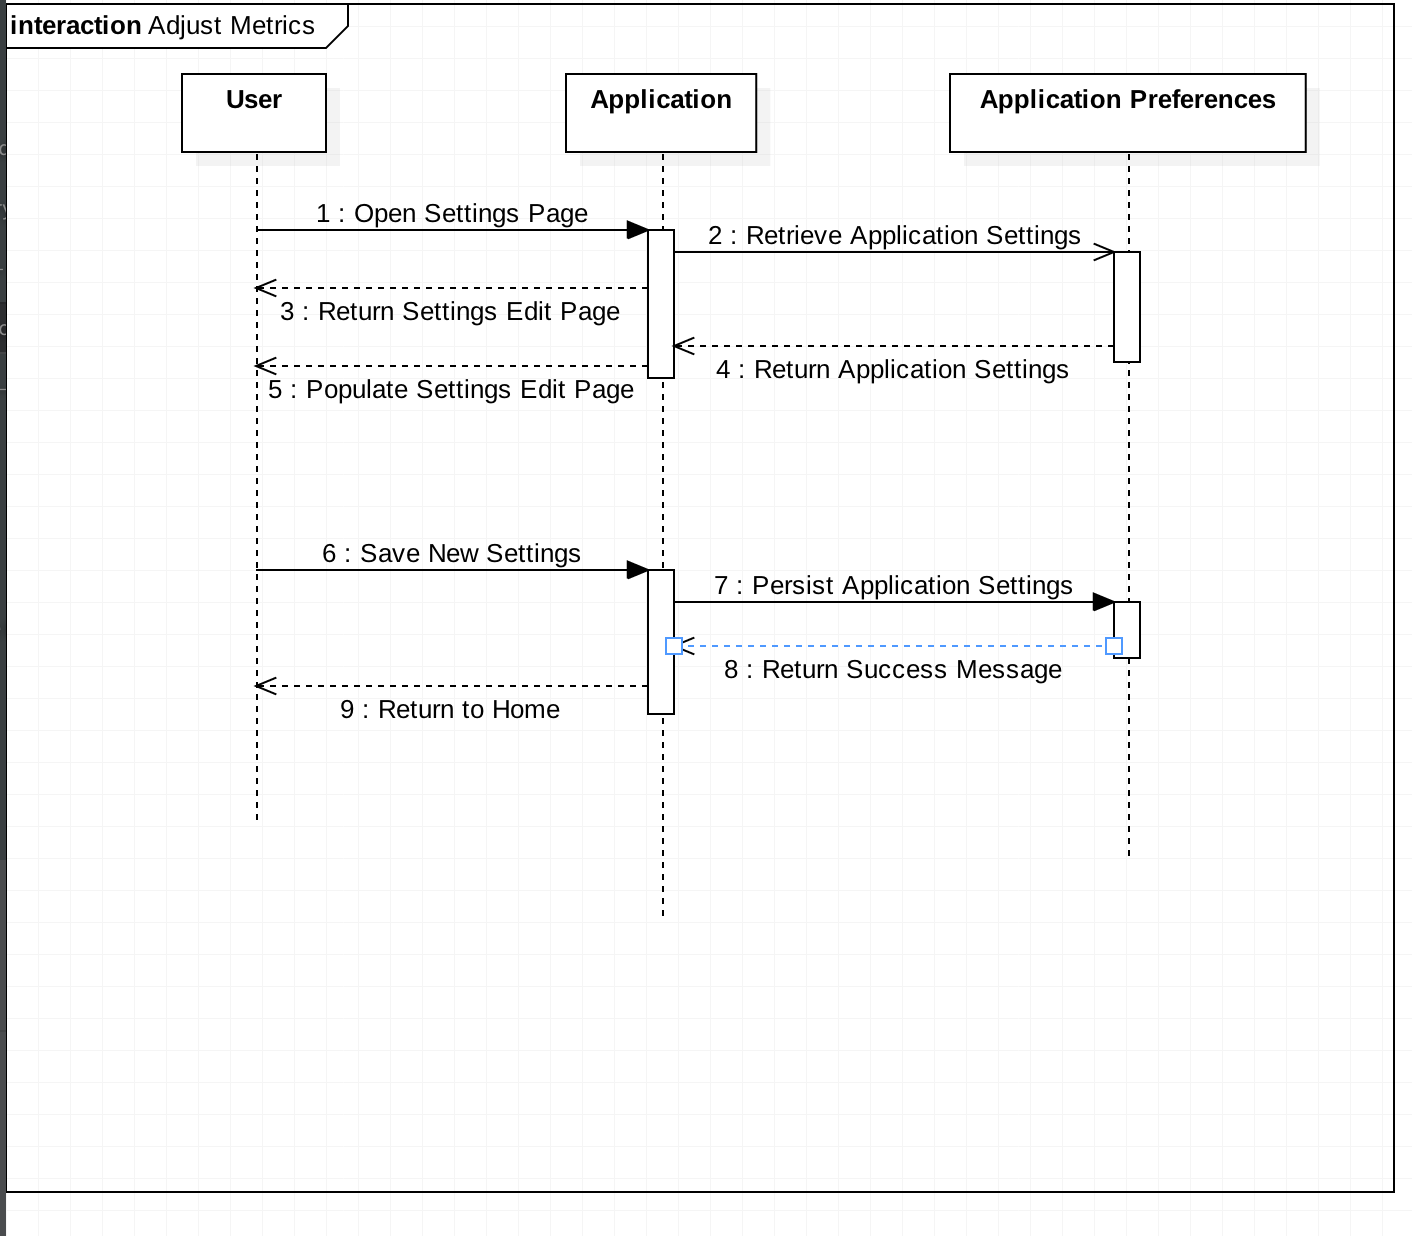 interaction Adjust Metrics
User
Application
Application Preferences
1 : Open Settings Page
2 : Retrieve Application Settings
3 : Return Settings Edit Page
4 : Return Application Settings
5 : Populate Settings Edit Page
6 : Save New Settings
7 : Persist Application Settings
8 : Return Success Message
9 : Return to Home